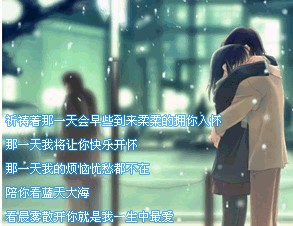 祈祷着那一天会早些到来柔柔的拥你入怀
那一天我将让你快乐开怀
那一天我的烦恼忧愁都不在
陪你看蓝天大海
看晨雾散开你就是我一生中最爱